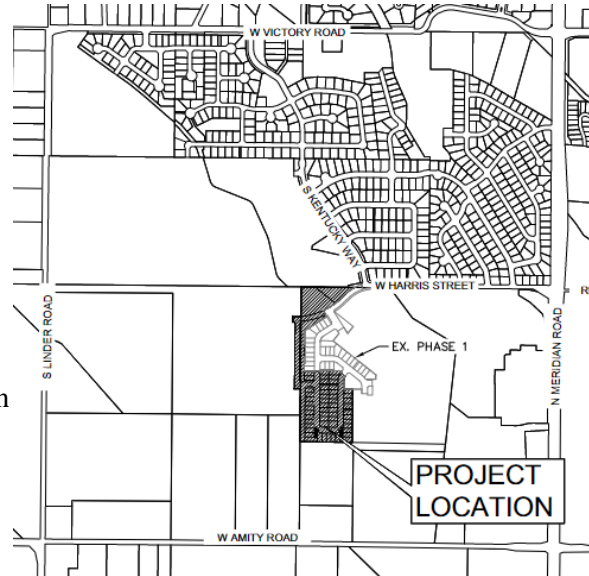 W VICTORY ROAD
S KENTUCKY WAY
W HARRIS STREET
S LINDER ROAD
N MERIDIAN ROAD
EX. PHASE 1
PROJECT
LOCATION
W AMITY ROAD